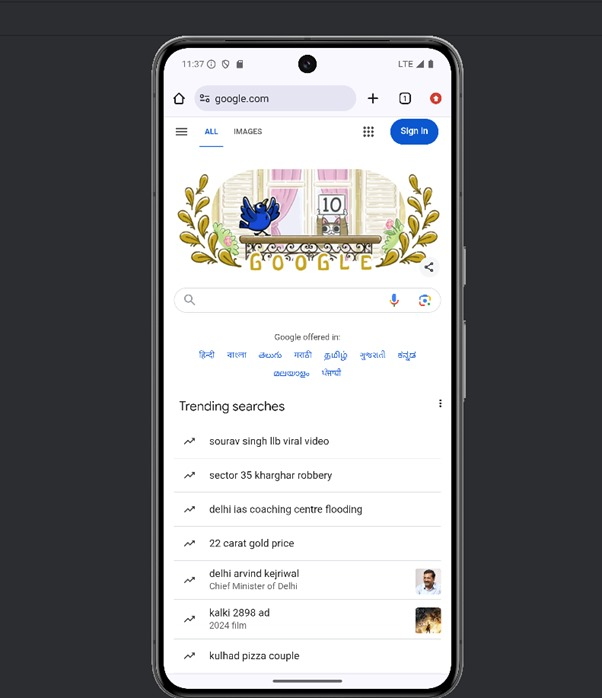 11:37 LTE
google.com 1
ALL IMAGES Sign in
10
GOOGLE
Google offered in:
हिन्दी বাংলা తెలుగు मराठी தமிழ் ગુજરાતી ಕನ್ನಡ
മലയാളം ਪੰਜਾਬੀ
Trending searches
sourav singh llb viral video
sector 35 kharghar robbery
delhi ias coaching centre flooding
22 carat gold price
delhi arvind kejriwal
Chief Minister of Delhi
kalki 2898 ad
2024 film
kulhad pizza couple